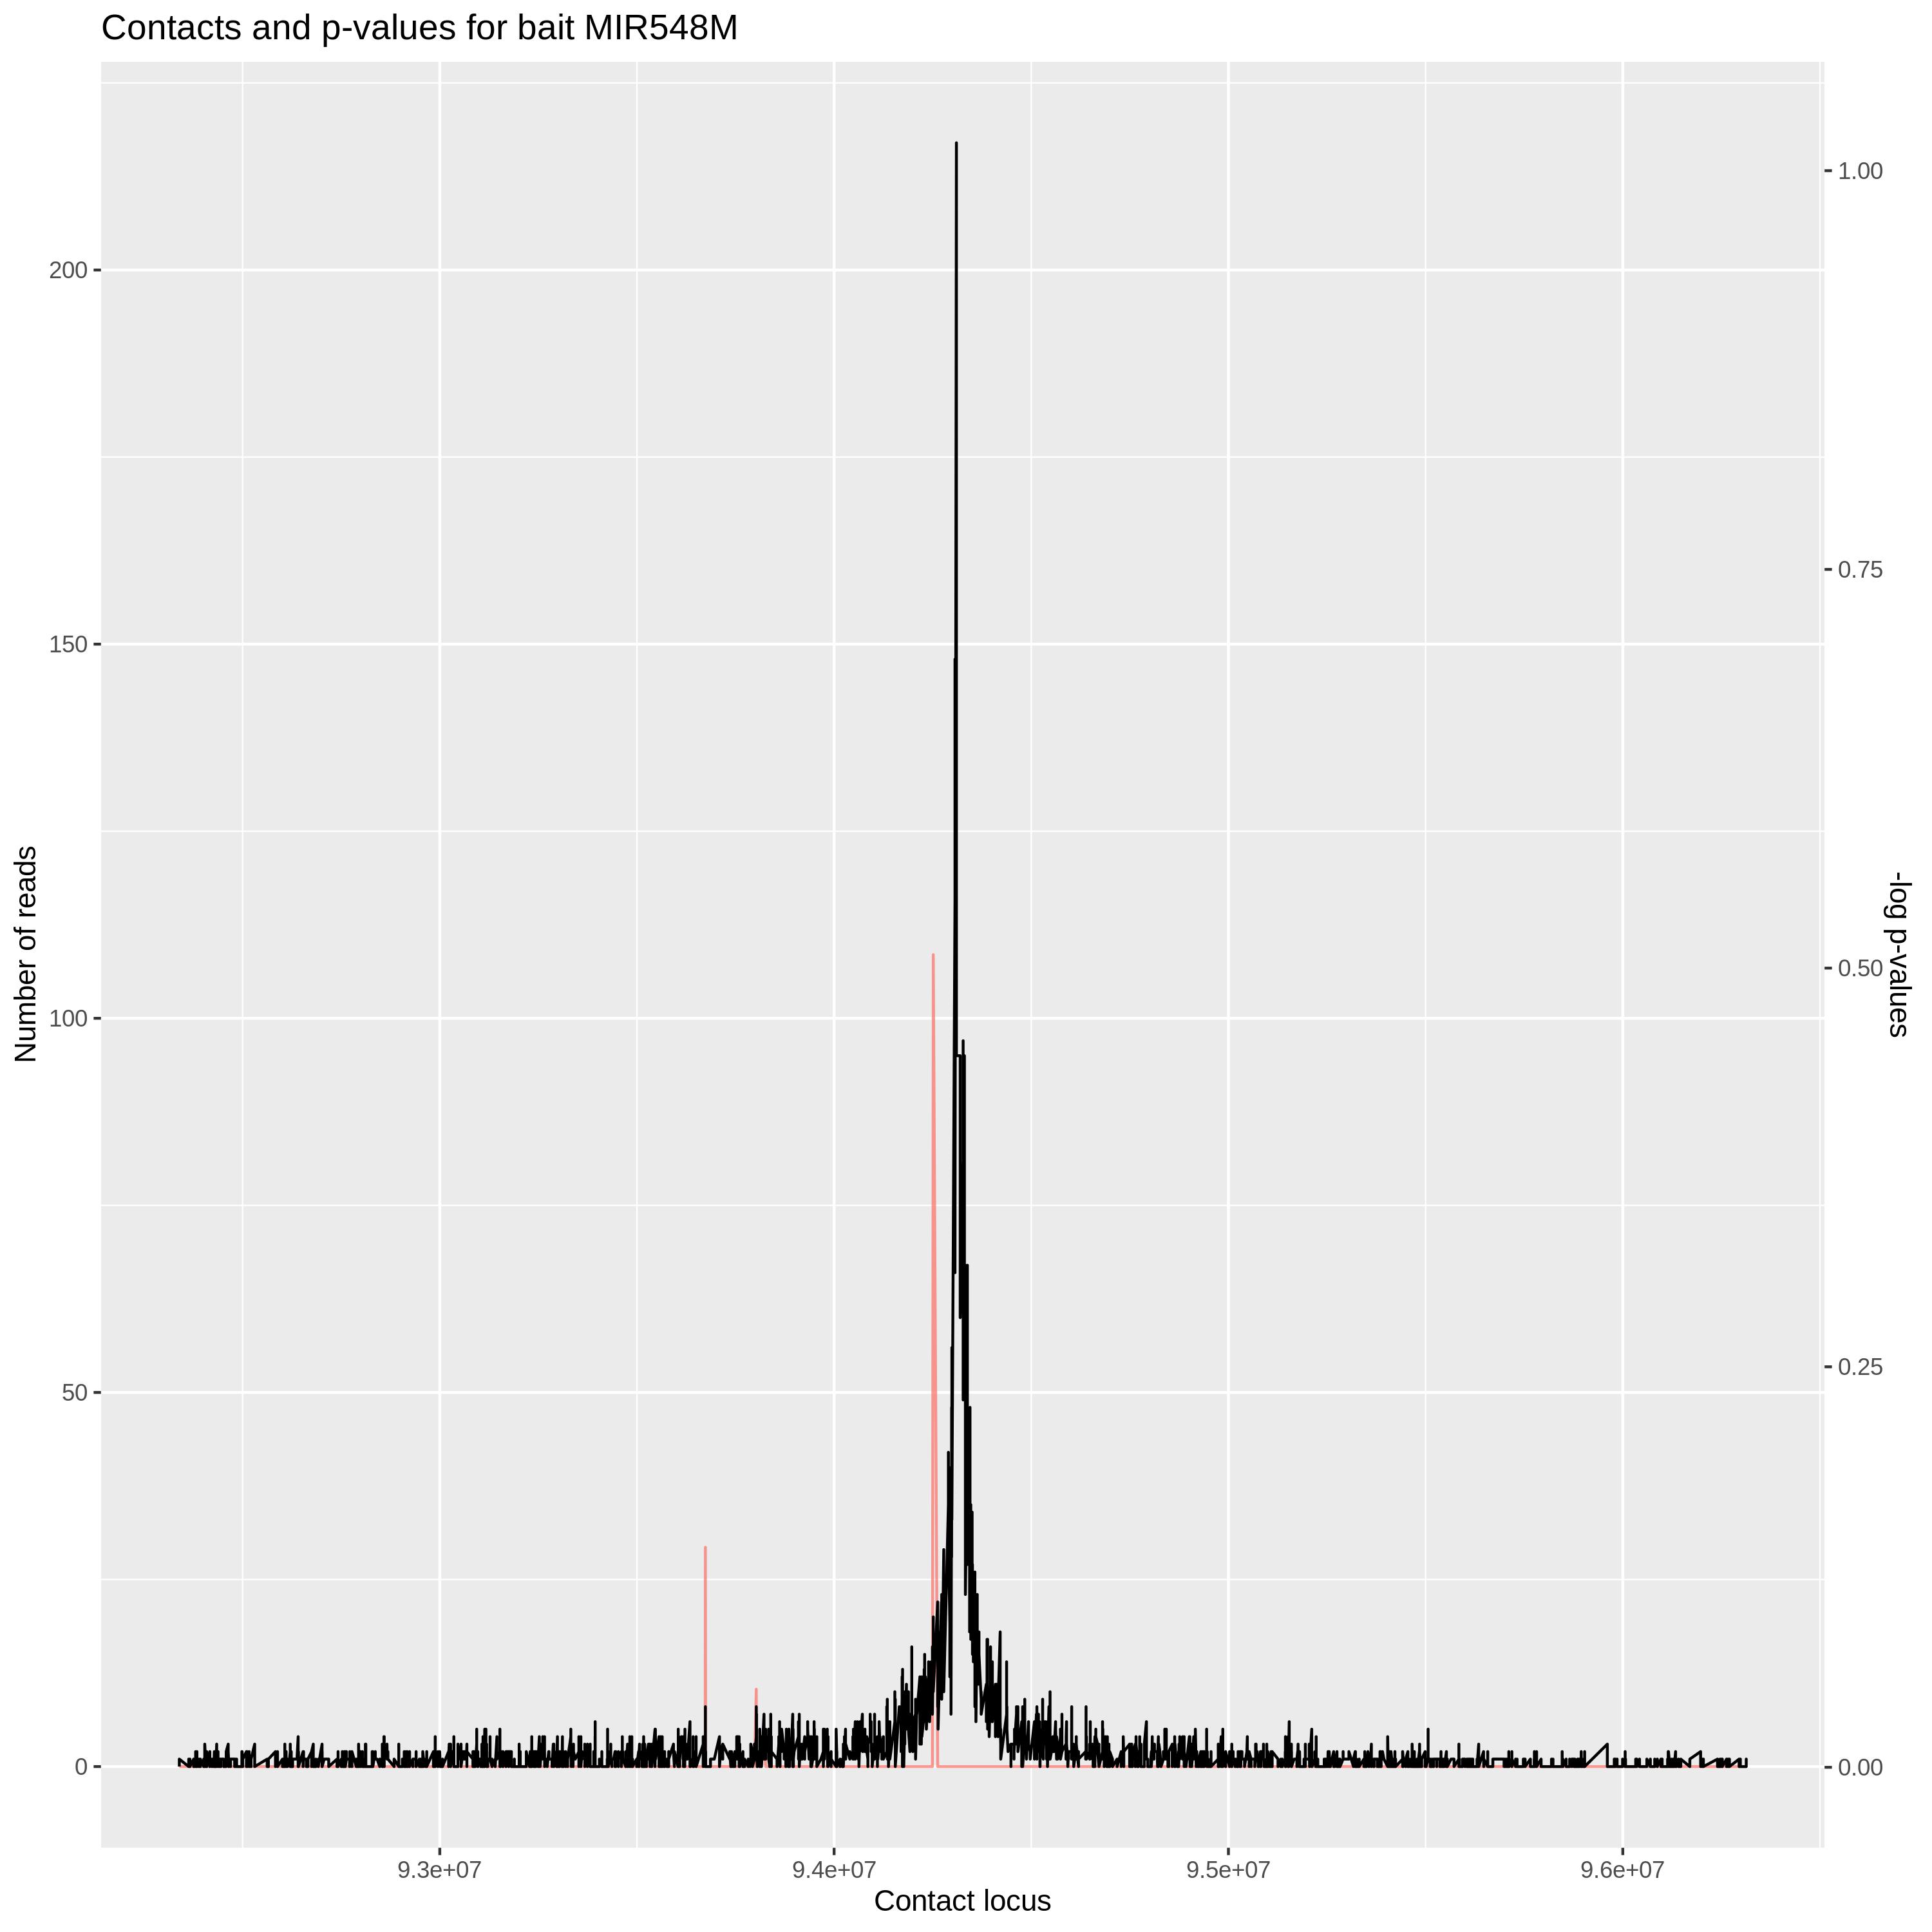 Contacts and p-values for bait MIR548M
200
150
100
50
0
Number of reads
1.00
0.75
0.50
0.25
0.00
-log p-values
9.3e+07
9.4e+07
9.5e+07
9.6e+07
Contact locus